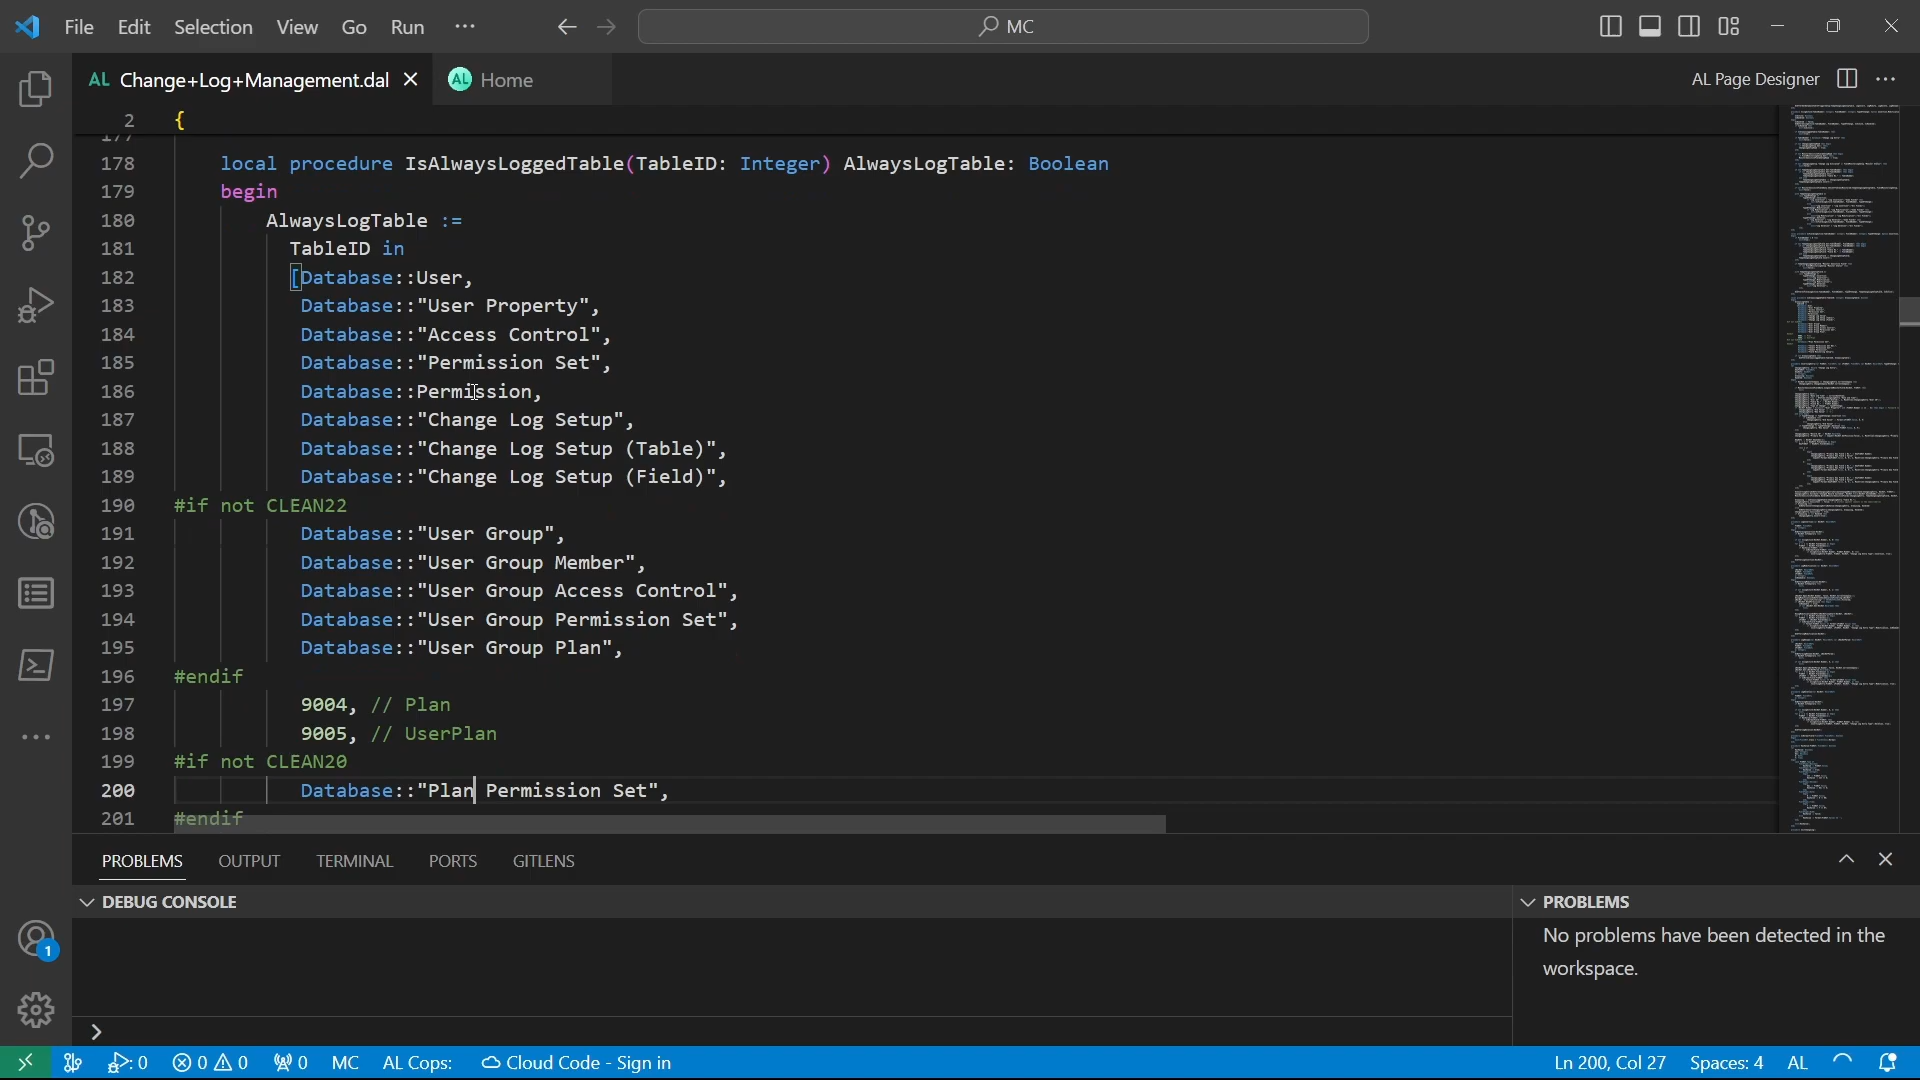 File Edit Selection View Go Run ··· MC
AL Change+Log+Management.dal AL Home AL Page Designer
2 {
177
178 local procedure IsAlwaysLoggedTable(TableID: Integer) AlwaysLogTable: Boolean
179 begin
180 AlwaysLogTable :=
181 TableID in
182 [Database::User,
183 Database::"User Property",
184 Database::"Access Control",
185 Database::"Permission Set",
186 Database::Permission,
187 Database::"Change Log Setup",
188 Database::"Change Log Setup (Table)",
189 Database::"Change Log Setup (Field)",
190 #if not CLEAN22
191 Database::"User Group",
192 Database::"User Group Member",
193 Database::"User Group Access Control",
194 Database::"User Group Permission Set",
195 Database::"User Group Plan",
196 #endif
197 9004, // Plan
198 9005, // UserPlan
199 #if not CLEAN20
200 Database::"Plan Permission Set",
201 #endif
PROBLEMS OUTPUT TERMINAL PORTS GITLENS
DEBUG CONSOLE
PROBLEMS
No problems have been detected in the
workspace.
1
0 0 0 0 MC AL Cops: Cloud Code - Sign in Ln 200, Col 27 Spaces: 4 AL